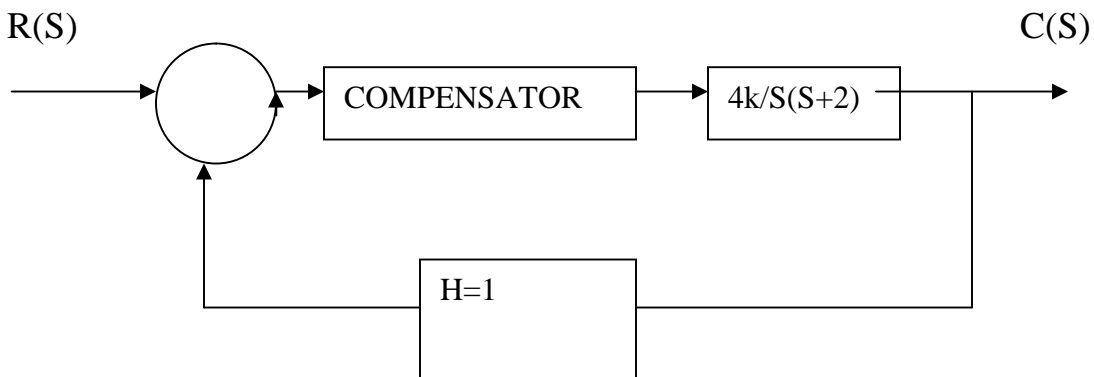 R(S)
C(S)
COMPENSATOR
4k/S(S+2)
H=1